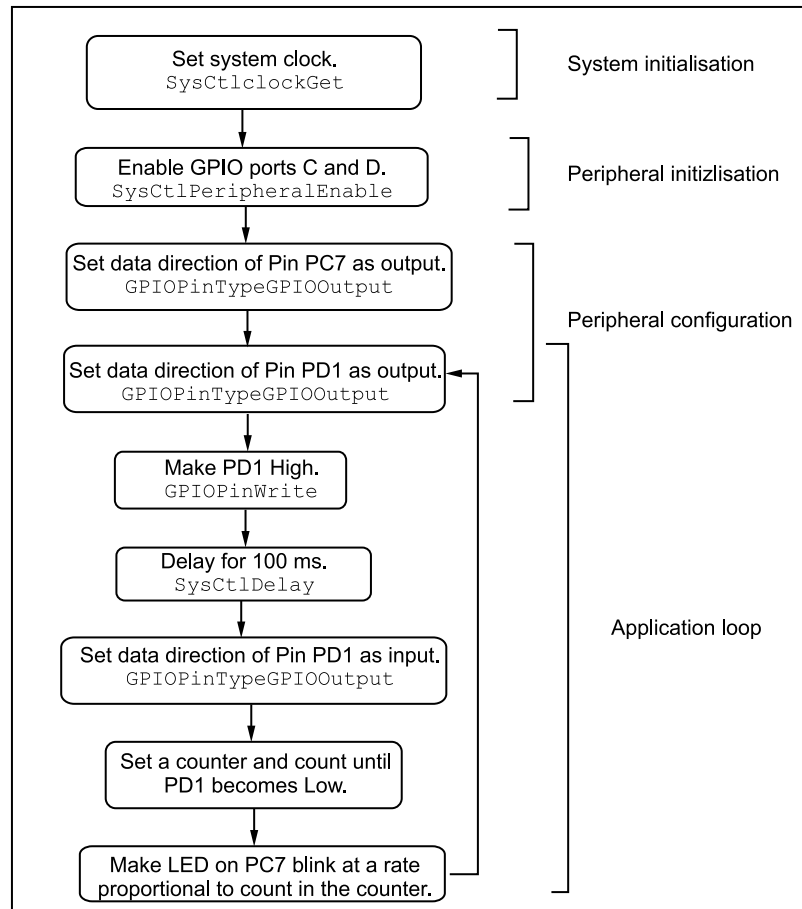 Set system clock.
SysCtlclockGet
System initialisation
Enable GPIO ports C and D.
SysCtlPeripheralEnable
Peripheral initizlisation
Set data direction of Pin PC7 as output.
GPIOPinTypeGPIOOutput
Peripheral configuration
Set data direction of Pin PD1 as output.
GPIOPinTypeGPIOOutput
Make PD1 High.
GPIOPinWrite
Delay for 100 ms.
SysCtlDelay
Application loop
Set data direction of Pin PD1 as input.
GPIOPinTypeGPIOOutput
Set a counter and count until
PD1 becomes Low.
Make LED on PC7 blink at a rate
proportional to count in the counter.